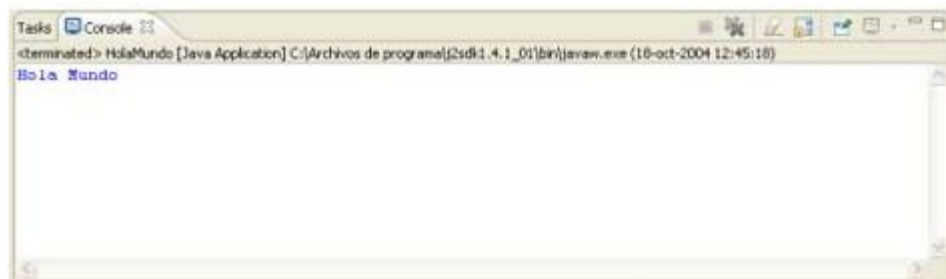 Tasks Console
<terminated> HolaMundo [Java Application] C:\Archivos de programa\j2sdk1.4.1_01\bin\javaw.exe (18-oct-2004 12:45:18)
Hola Mundo